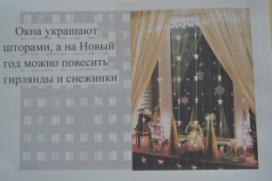 Окна украшают
шторами, а на Новый
год можно повесить
гирлянды и снежинки